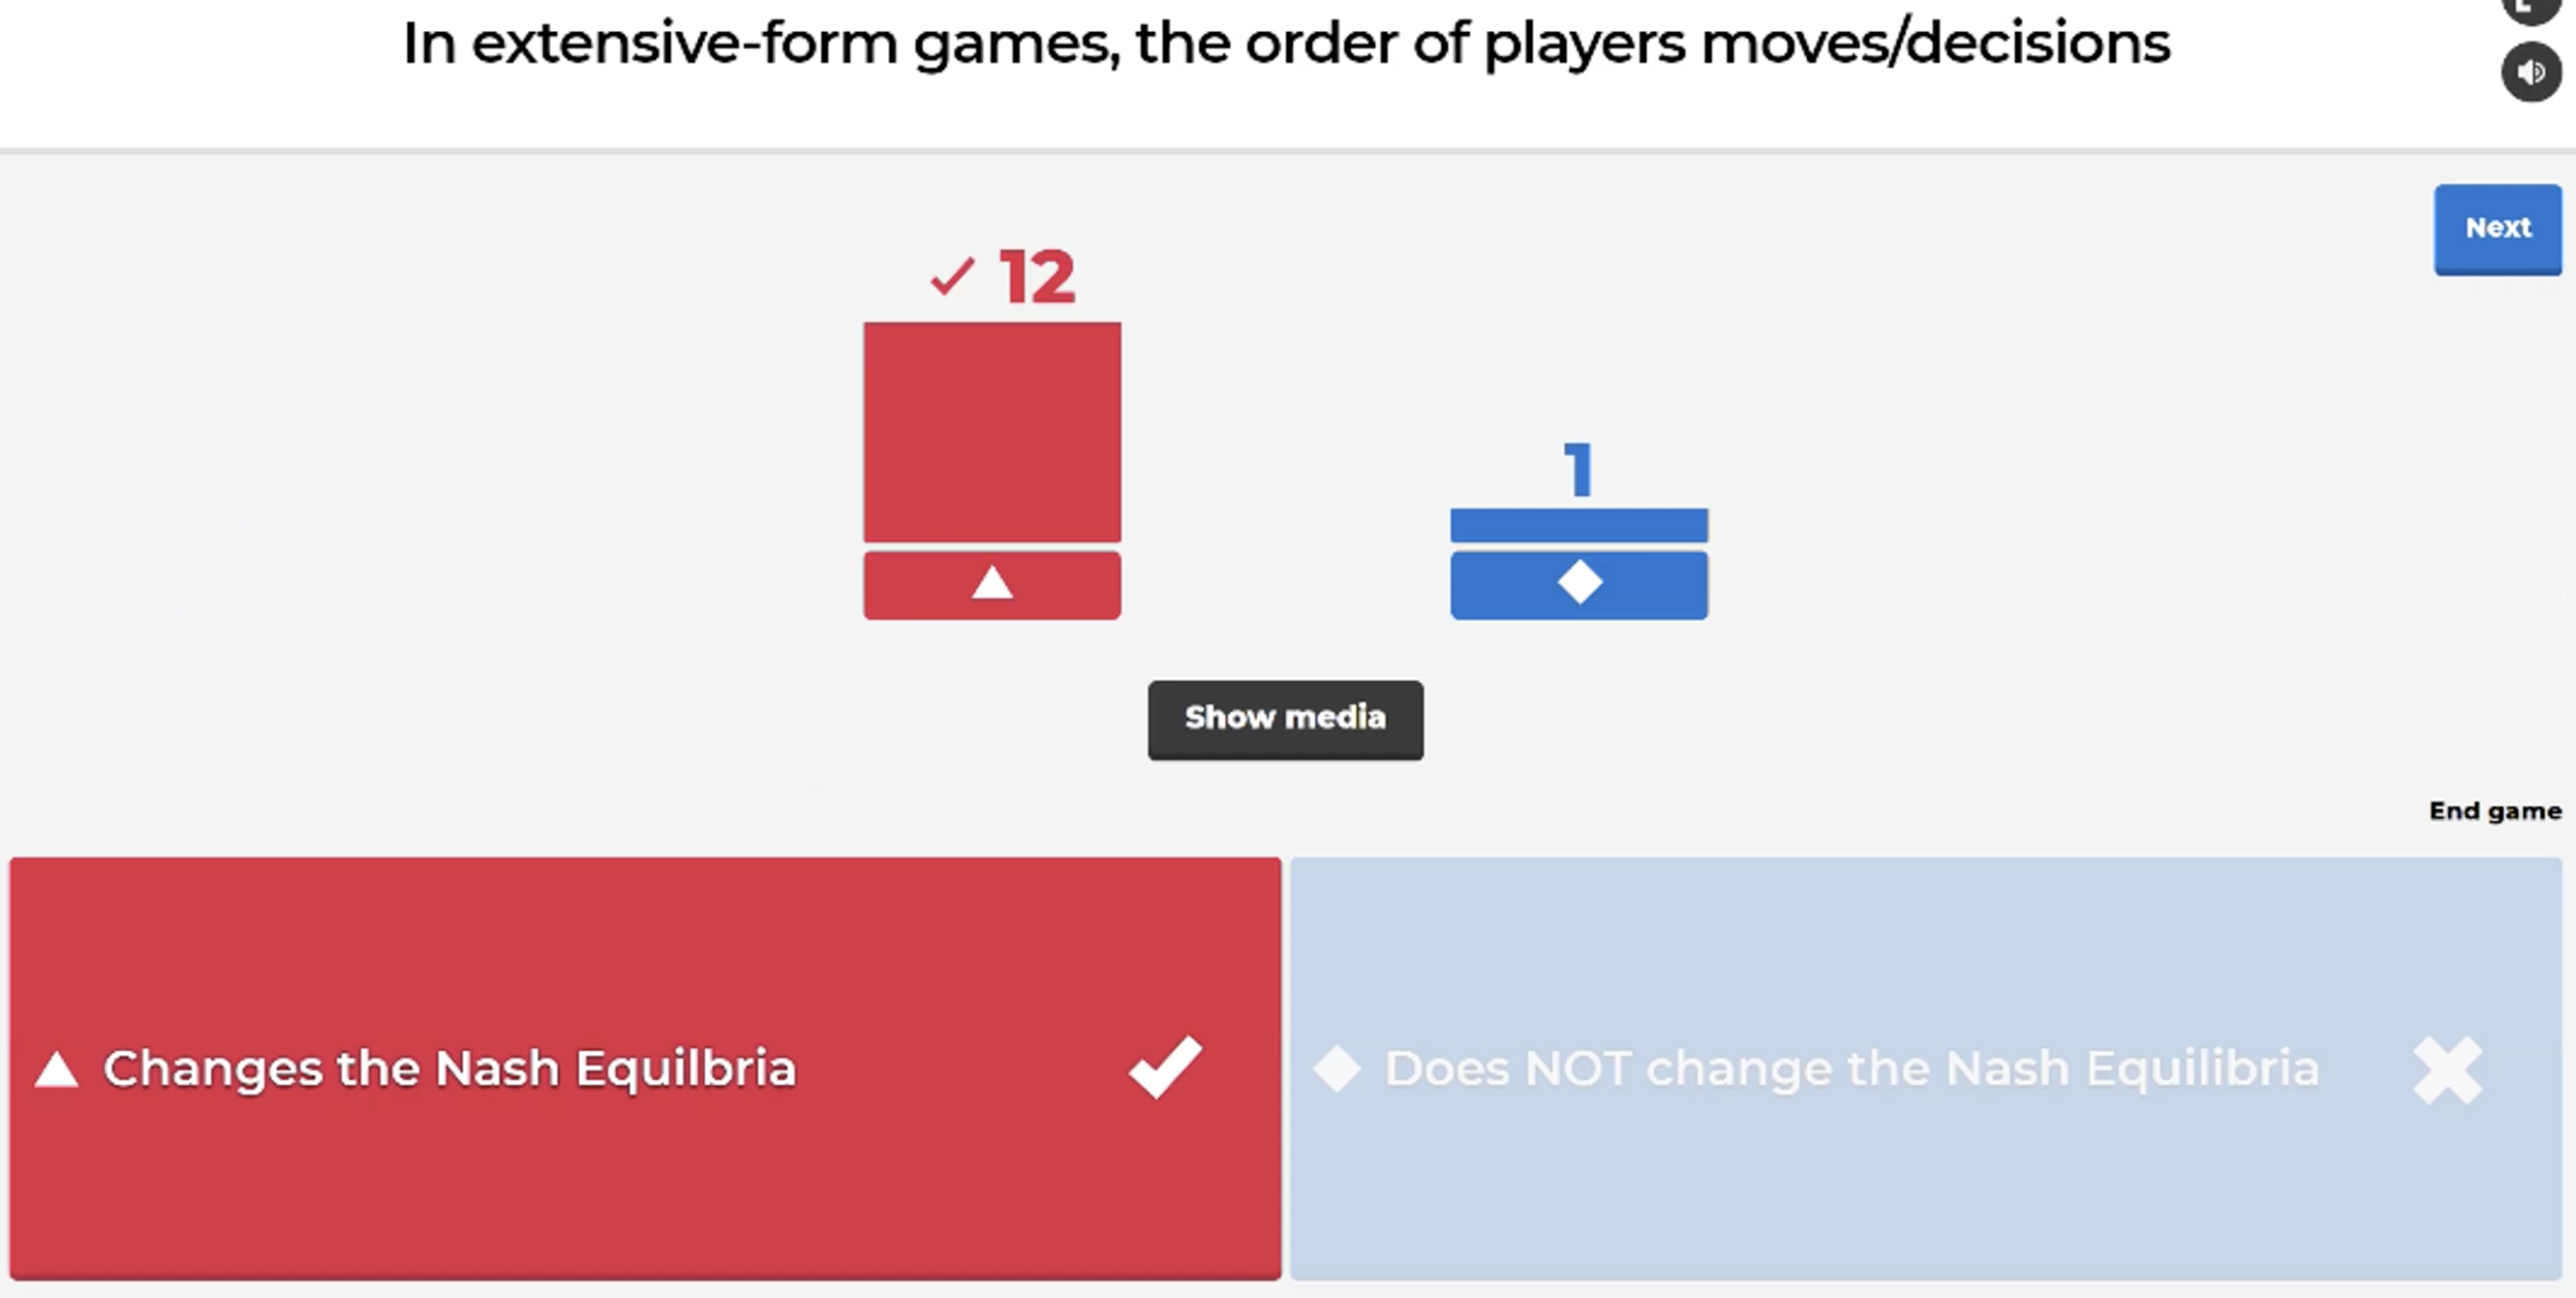 In extensive-form games, the order of players moves/decisions
Next
12
1
Show media
End game
Changes the Nash Equilbria
Does NOT change the Nash Equilibria